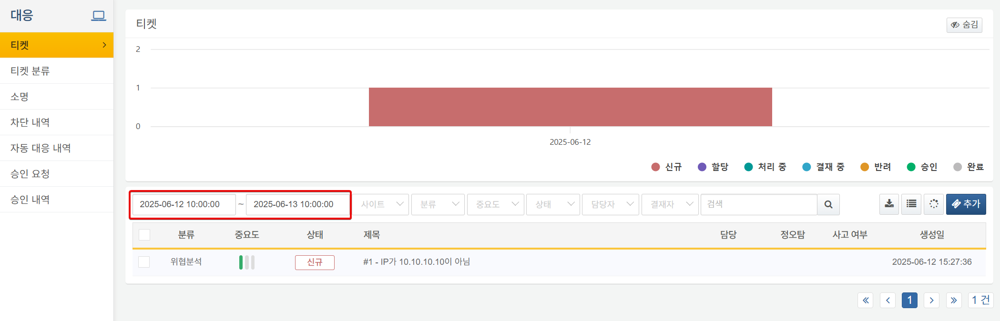 대응
티켓
티켓 분류
소명
차단 내역
자동 대응 내역
승인 요청
승인 내역
티켓
숨김
2
1
0
2025-06-12
신규 할당 처리 중 결재 중 반려 승인 완료
2025-06-12 10:00:00 ~ 2025-06-13 10:00:00 사이트 분류 중요도 상태 담당자 결재자 검색 추가
분류 중요도 상태 제목 담당 정오탐 사고 여부 생성일
위협분석 신규 #1 - IP가 10.10.10.10이 아님 2025-06-12 15:27:36
« ‹ 1 › » 1 건